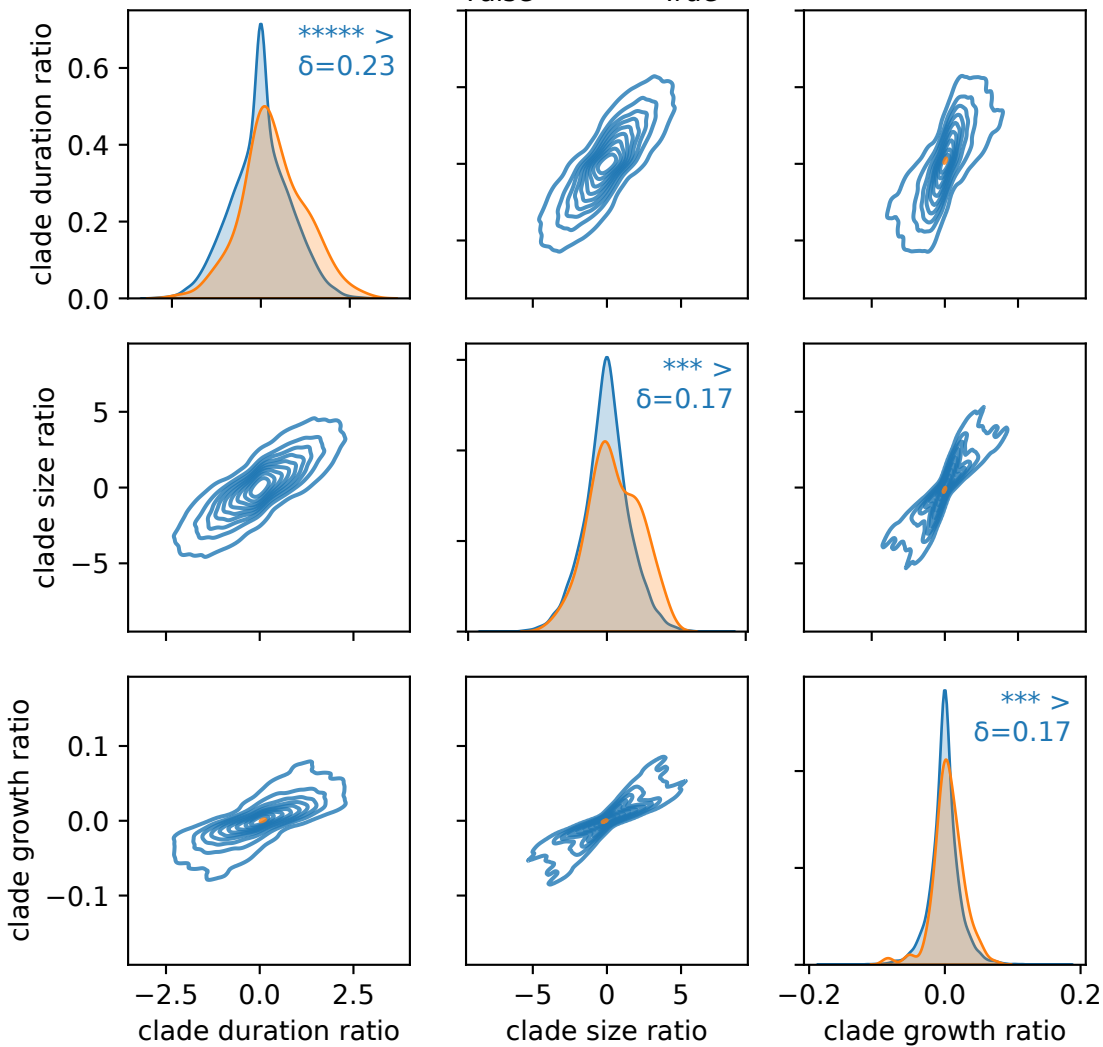 ***** >
δ=0.23
clade duration ratio
0.6
0.4
0.2
0.0
*** >
δ=0.17
clade size ratio
5
0
−5
*** >
δ=0.17
clade growth ratio
0.1
0.0
−0.1
−2.5 0.0 2.5
−5 0 5
−0.2 0.0 0.2
clade duration ratio
clade size ratio
clade growth ratio